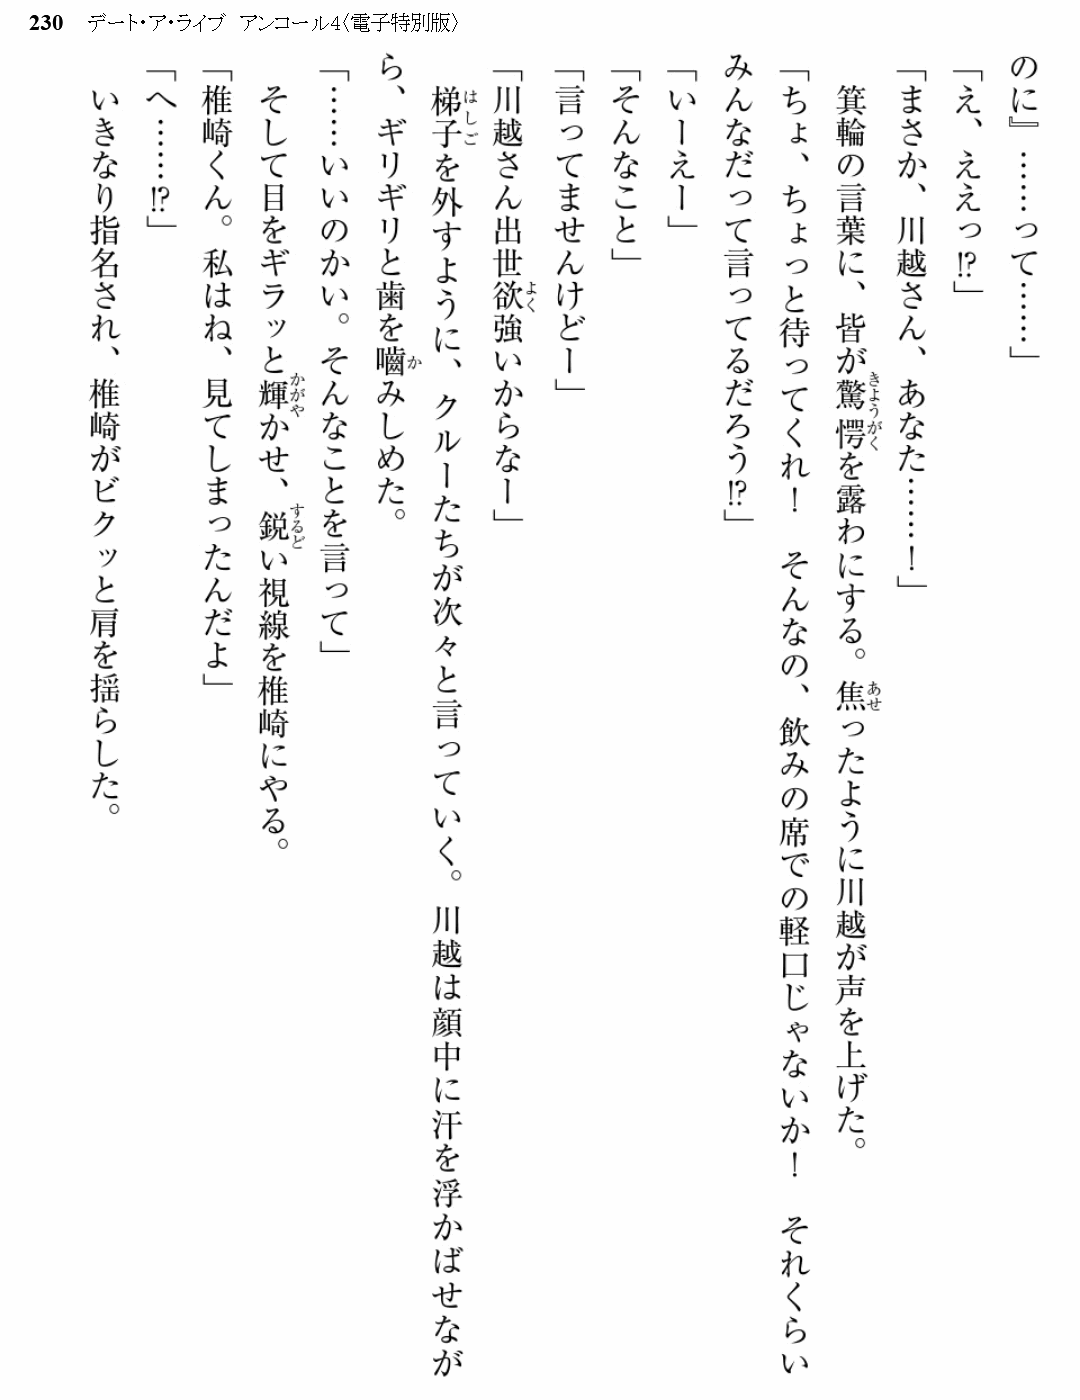 230 デート・ア・ライブ アンコール4〈電子特別版〉
のに』……って……」
「え、ええっ!?」
「まさか、川越さん、あなた……！」
　箕輪の言葉に、皆が驚愕を露わにする。焦ったように川越が声を上げた。
「ちょ、ちょっと待ってくれ！　そんなの、飲みの席での軽口じゃないか！　それくらい
みんなだって言ってるだろう!?」
「いーえー」
「そんなこと」
「言ってませんけどー」
「川越さん出世欲強いからなー」
　梯子を外すように、クルーたちが次々と言っていく。川越は顔中に汗を浮かばせなが
ら、ギリギリと歯を嚙みしめた。
「……いいのかい。そんなことを言って」
　そして目をギラッと輝かせ、鋭い視線を椎崎にやる。
「椎崎くん。私はね、見てしまったんだよ」
「へ……!?」
　いきなり指名され、椎崎がビクッと肩を揺らした。